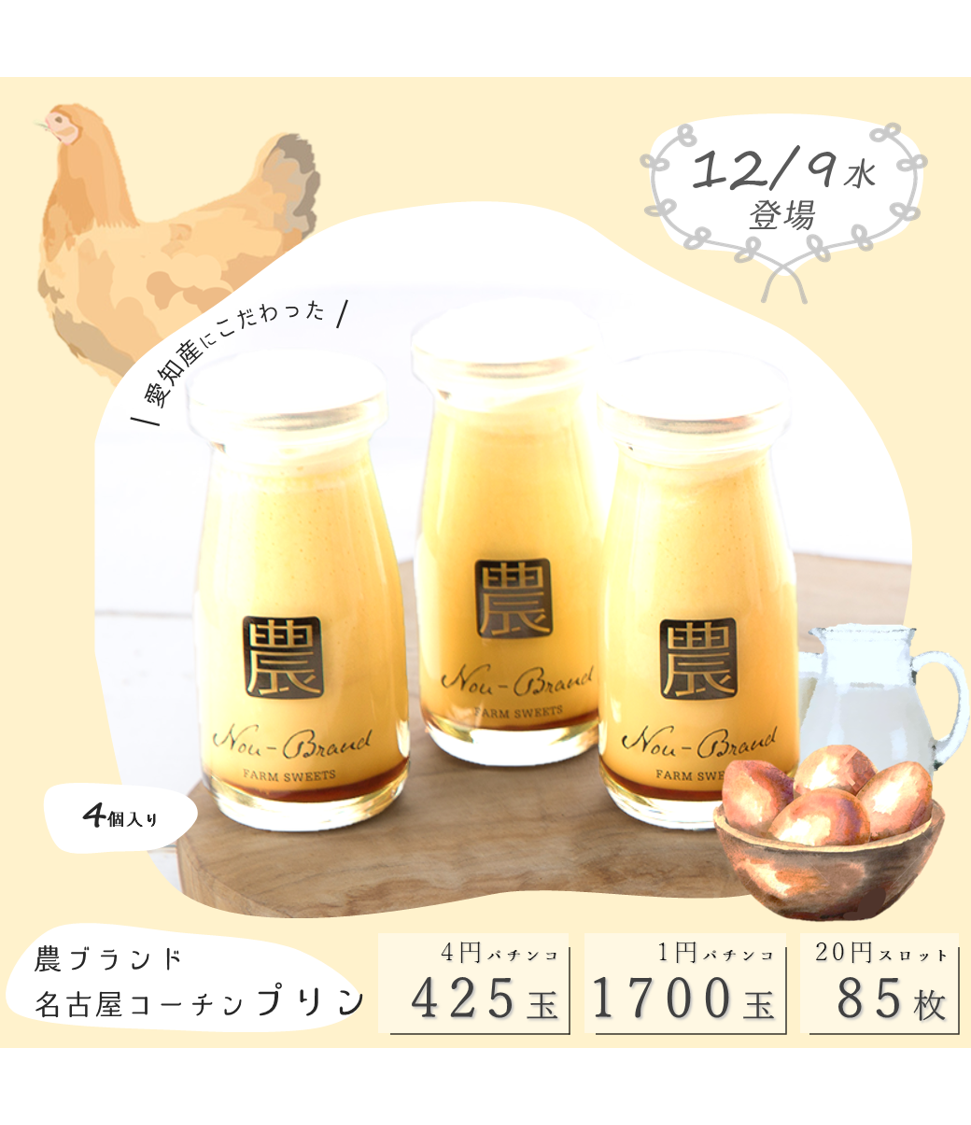 12/9水
登場
\ 愛知産にこだわった /
農
Nou-Brand
FARM SWEETS
農
Nou-Brand
FARM SWEETS
農
Nou-Brand
FARM SWE
4個入り
農ブランド
名古屋コーチンプリン
4円パチンコ
425玉
1円パチンコ
1700玉
20円スロット
85枚